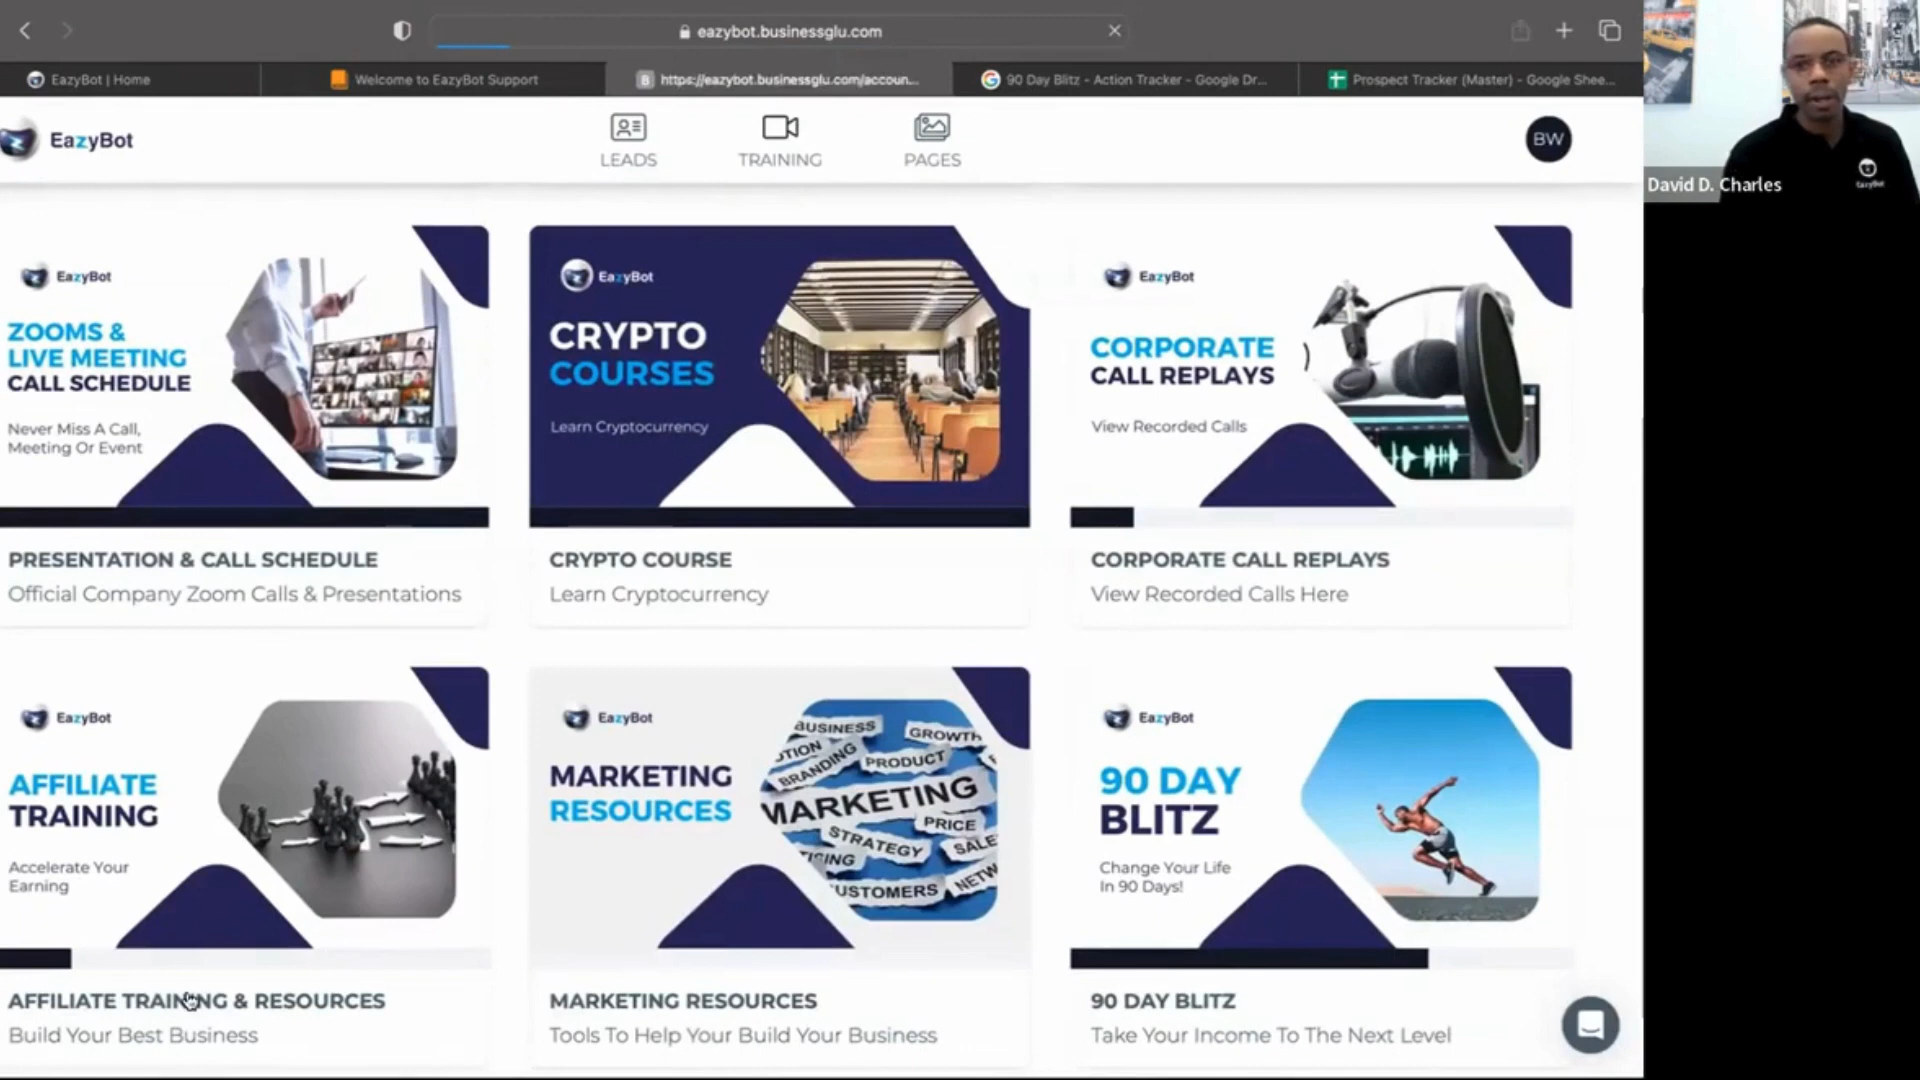 eazybot.businessglu.com
EazyBot | Home
Welcome to EazyBot Support
https://eazybot.businessglu.com/accoun...
90 Day Blitz - Action Tracker - Google Dr...
Prospect Tracker (Master) - Google Shee...
EazyBot
LEADS
TRAINING
PAGES
BW
David D. Charles
EazyBot
EazyBot
ZOOMS &
LIVE MEETING
CALL SCHEDULE
Never Miss A Call,
Meeting Or Event
PRESENTATION & CALL SCHEDULE
Official Company Zoom Calls & Presentations
EazyBot
CRYPTO
COURSES
Learn Cryptocurrency
CRYPTO COURSE
Learn Cryptocurrency
EazyBot
CORPORATE
CALL REPLAYS
View Recorded Calls
CORPORATE CALL REPLAYS
View Recorded Calls Here
EazyBot
AFFILIATE
TRAINING
Accelerate Your
Earning
AFFILIATE TRAINING & RESOURCES
Build Your Best Business
EazyBot
MARKETING
RESOURCES
BUSINESS
GROWTH
OTION
BRANDING
PRODUCT
MARKETING
PRICE
STRATEGY
SALE
TISING
USTOMERS
NETW
MARKETING RESOURCES
Tools To Help Your Build Your Business
EazyBot
90 DAY
BLITZ
Change Your Life
In 90 Days!
90 DAY BLITZ
Take Your Income To The Next Level